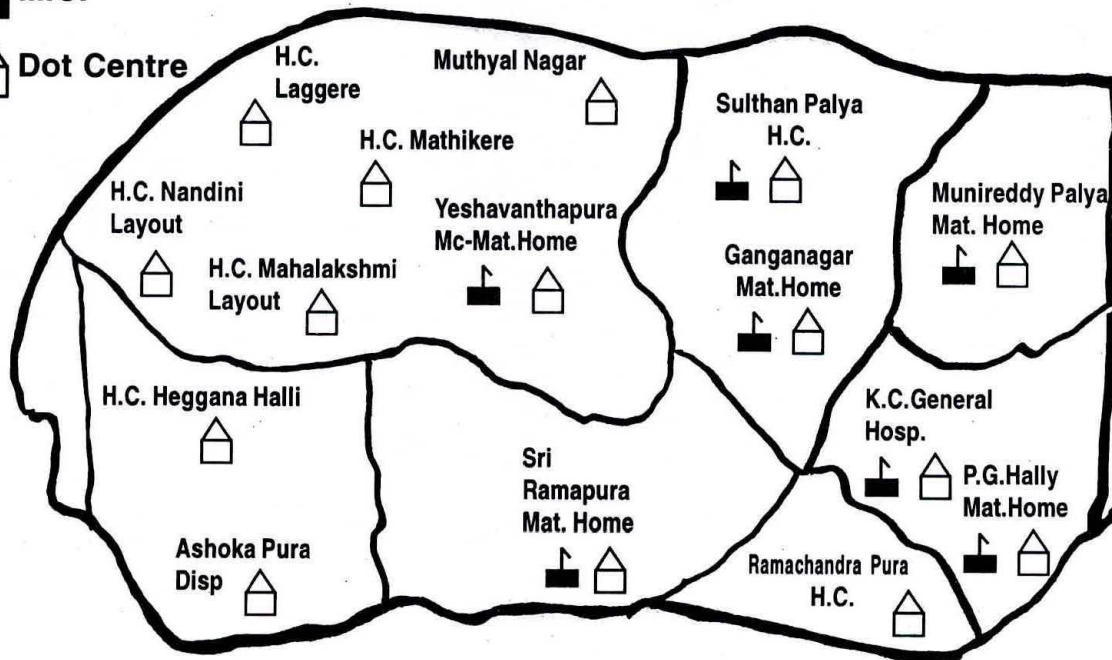 Dot Centre
H.C.
Laggere
Muthyal Nagar
H.C. Mathikere
Sulthan Palya
H.C.
H.C. Nandini
Layout
Yeshavanthapura
Mc-Mat.Home
Munireddy Palya
Mat. Home
H.C. Mahalakshmi
Layout
Ganganagar
Mat.Home
H.C. Heggana Halli
K.C.General
Hosp.
Sri
Ramapura
Mat. Home
P.G.Hally
Mat.Home
Ashoka Pura
Disp
Ramachandra Pura
H.C.